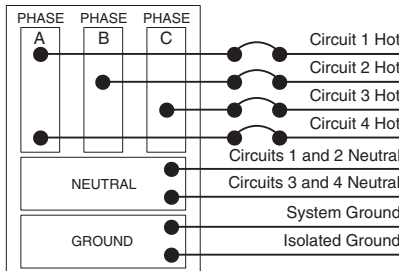 PHASE PHASE PHASE
A B C
Circuit 1 Hot
Circuit 2 Hot
Circuit 3 Hot
Circuit 4 Hot
Circuits 1 and 2 Neutral
NEUTRAL
Circuits 3 and 4 Neutral
System Ground
GROUND
Isolated Ground